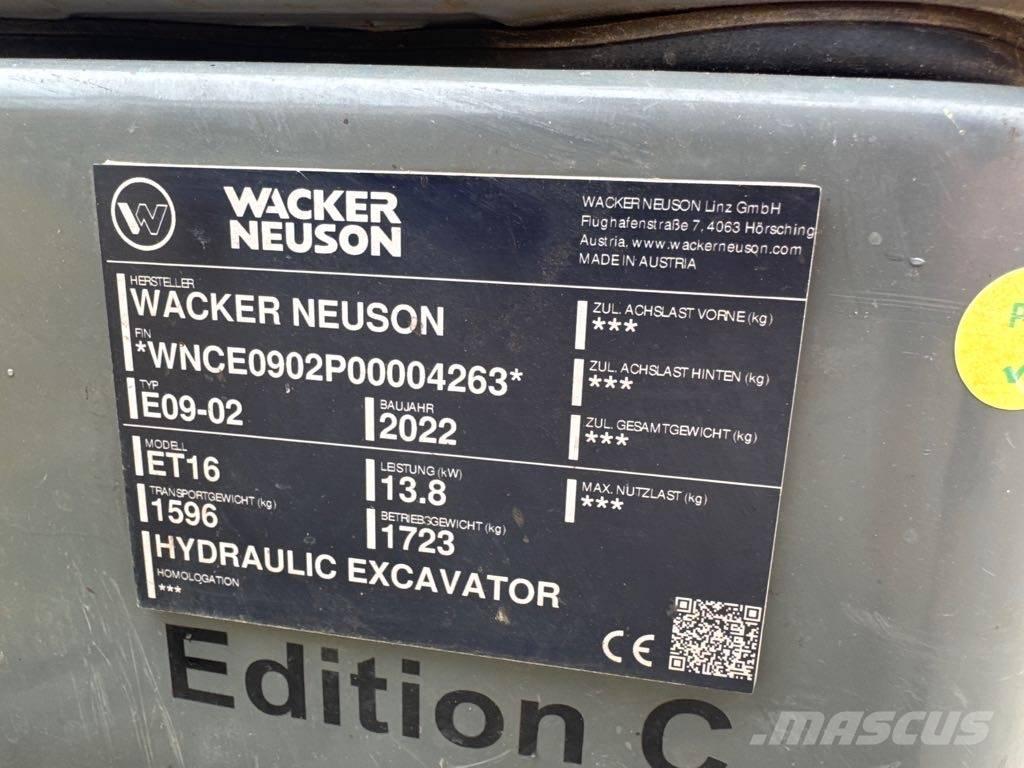 WACKER
NEUSON
WACKER NEUSON Linz GmbH
Flughafenstraße 7, 4063 Hörsching
Austria, www.wackerneuson.com
MADE IN AUSTRIA
HERSTELLER
WACKER NEUSON
FIN
*WNCE0902P00004263*
TYP
E09-02
BAUJAHR
2022
MODELL
ET16
LEISTUNG (kW)
13.8
TRANSPORTGEWICHT (kg)
1596
BETRIEBSGEWICHT (kg)
1723
HYDRAULIC EXCAVATOR
HOMOLOGATION
***
ZUL. ACHSLAST VORNE (kg)
***
ZUL. ACHSLAST HINTEN (kg)
***
ZUL. GESAMTGEWICHT (kg)
***
MAX. NUTZLAST (kg)
***
CE
Edition C
MASCUS